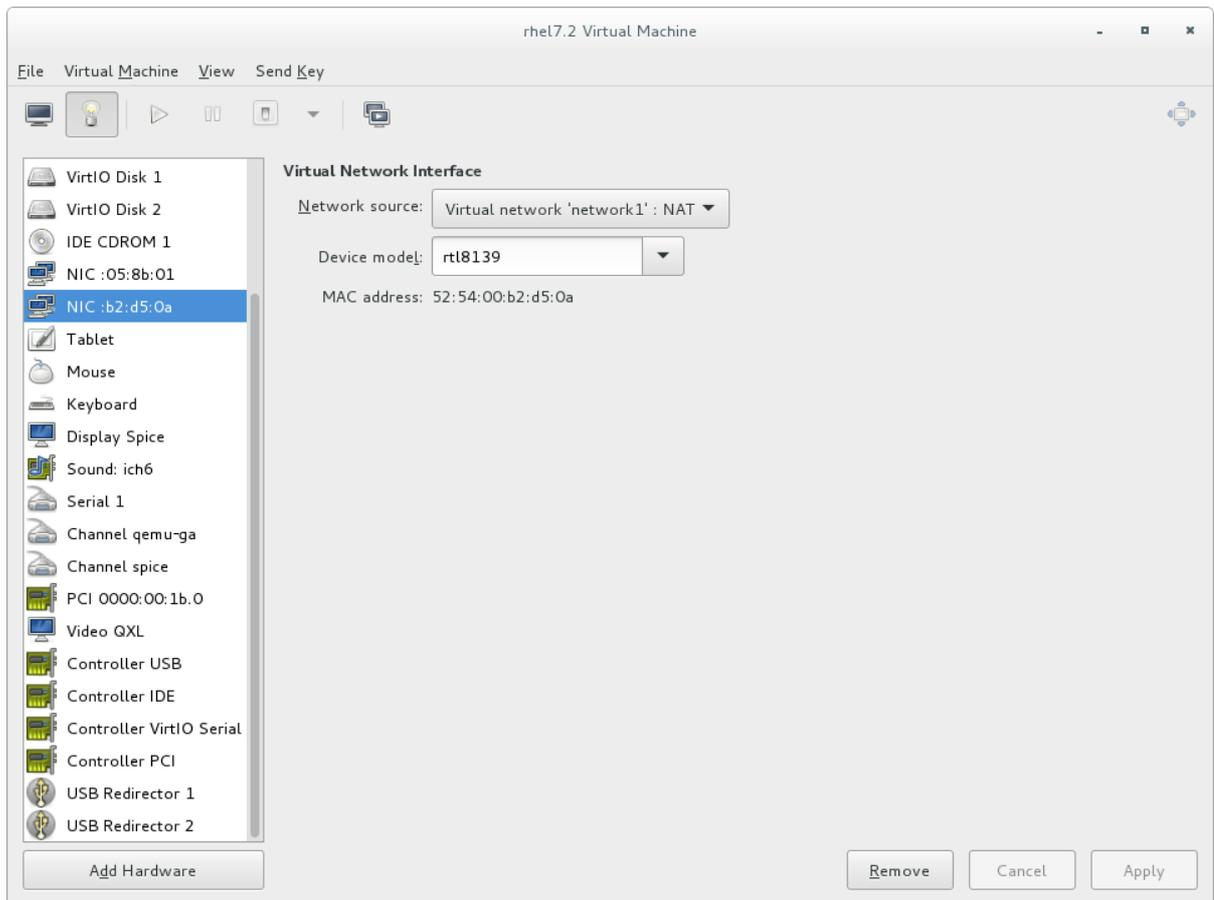 rhel7.2 Virtual Machine
File Virtual Machine View Send Key
VirtIO Disk 1
VirtIO Disk 2
IDE CDROM 1
NIC :05:8b:01
NIC :b2:d5:0a
Tablet
Mouse
Keyboard
Display Spice
Sound: ich6
Serial 1
Channel qemu-ga
Channel spice
PCI 0000:00:1b.0
Video QXL
Controller USB
Controller IDE
Controller VirtIO Serial
Controller PCI
USB Redirector 1
USB Redirector 2
Add Hardware
Virtual Network Interface
Network source: Virtual network 'network1' : NAT
Device model: rtl8139
MAC address: 52:54:00:b2:d5:0a
Remove Cancel Apply